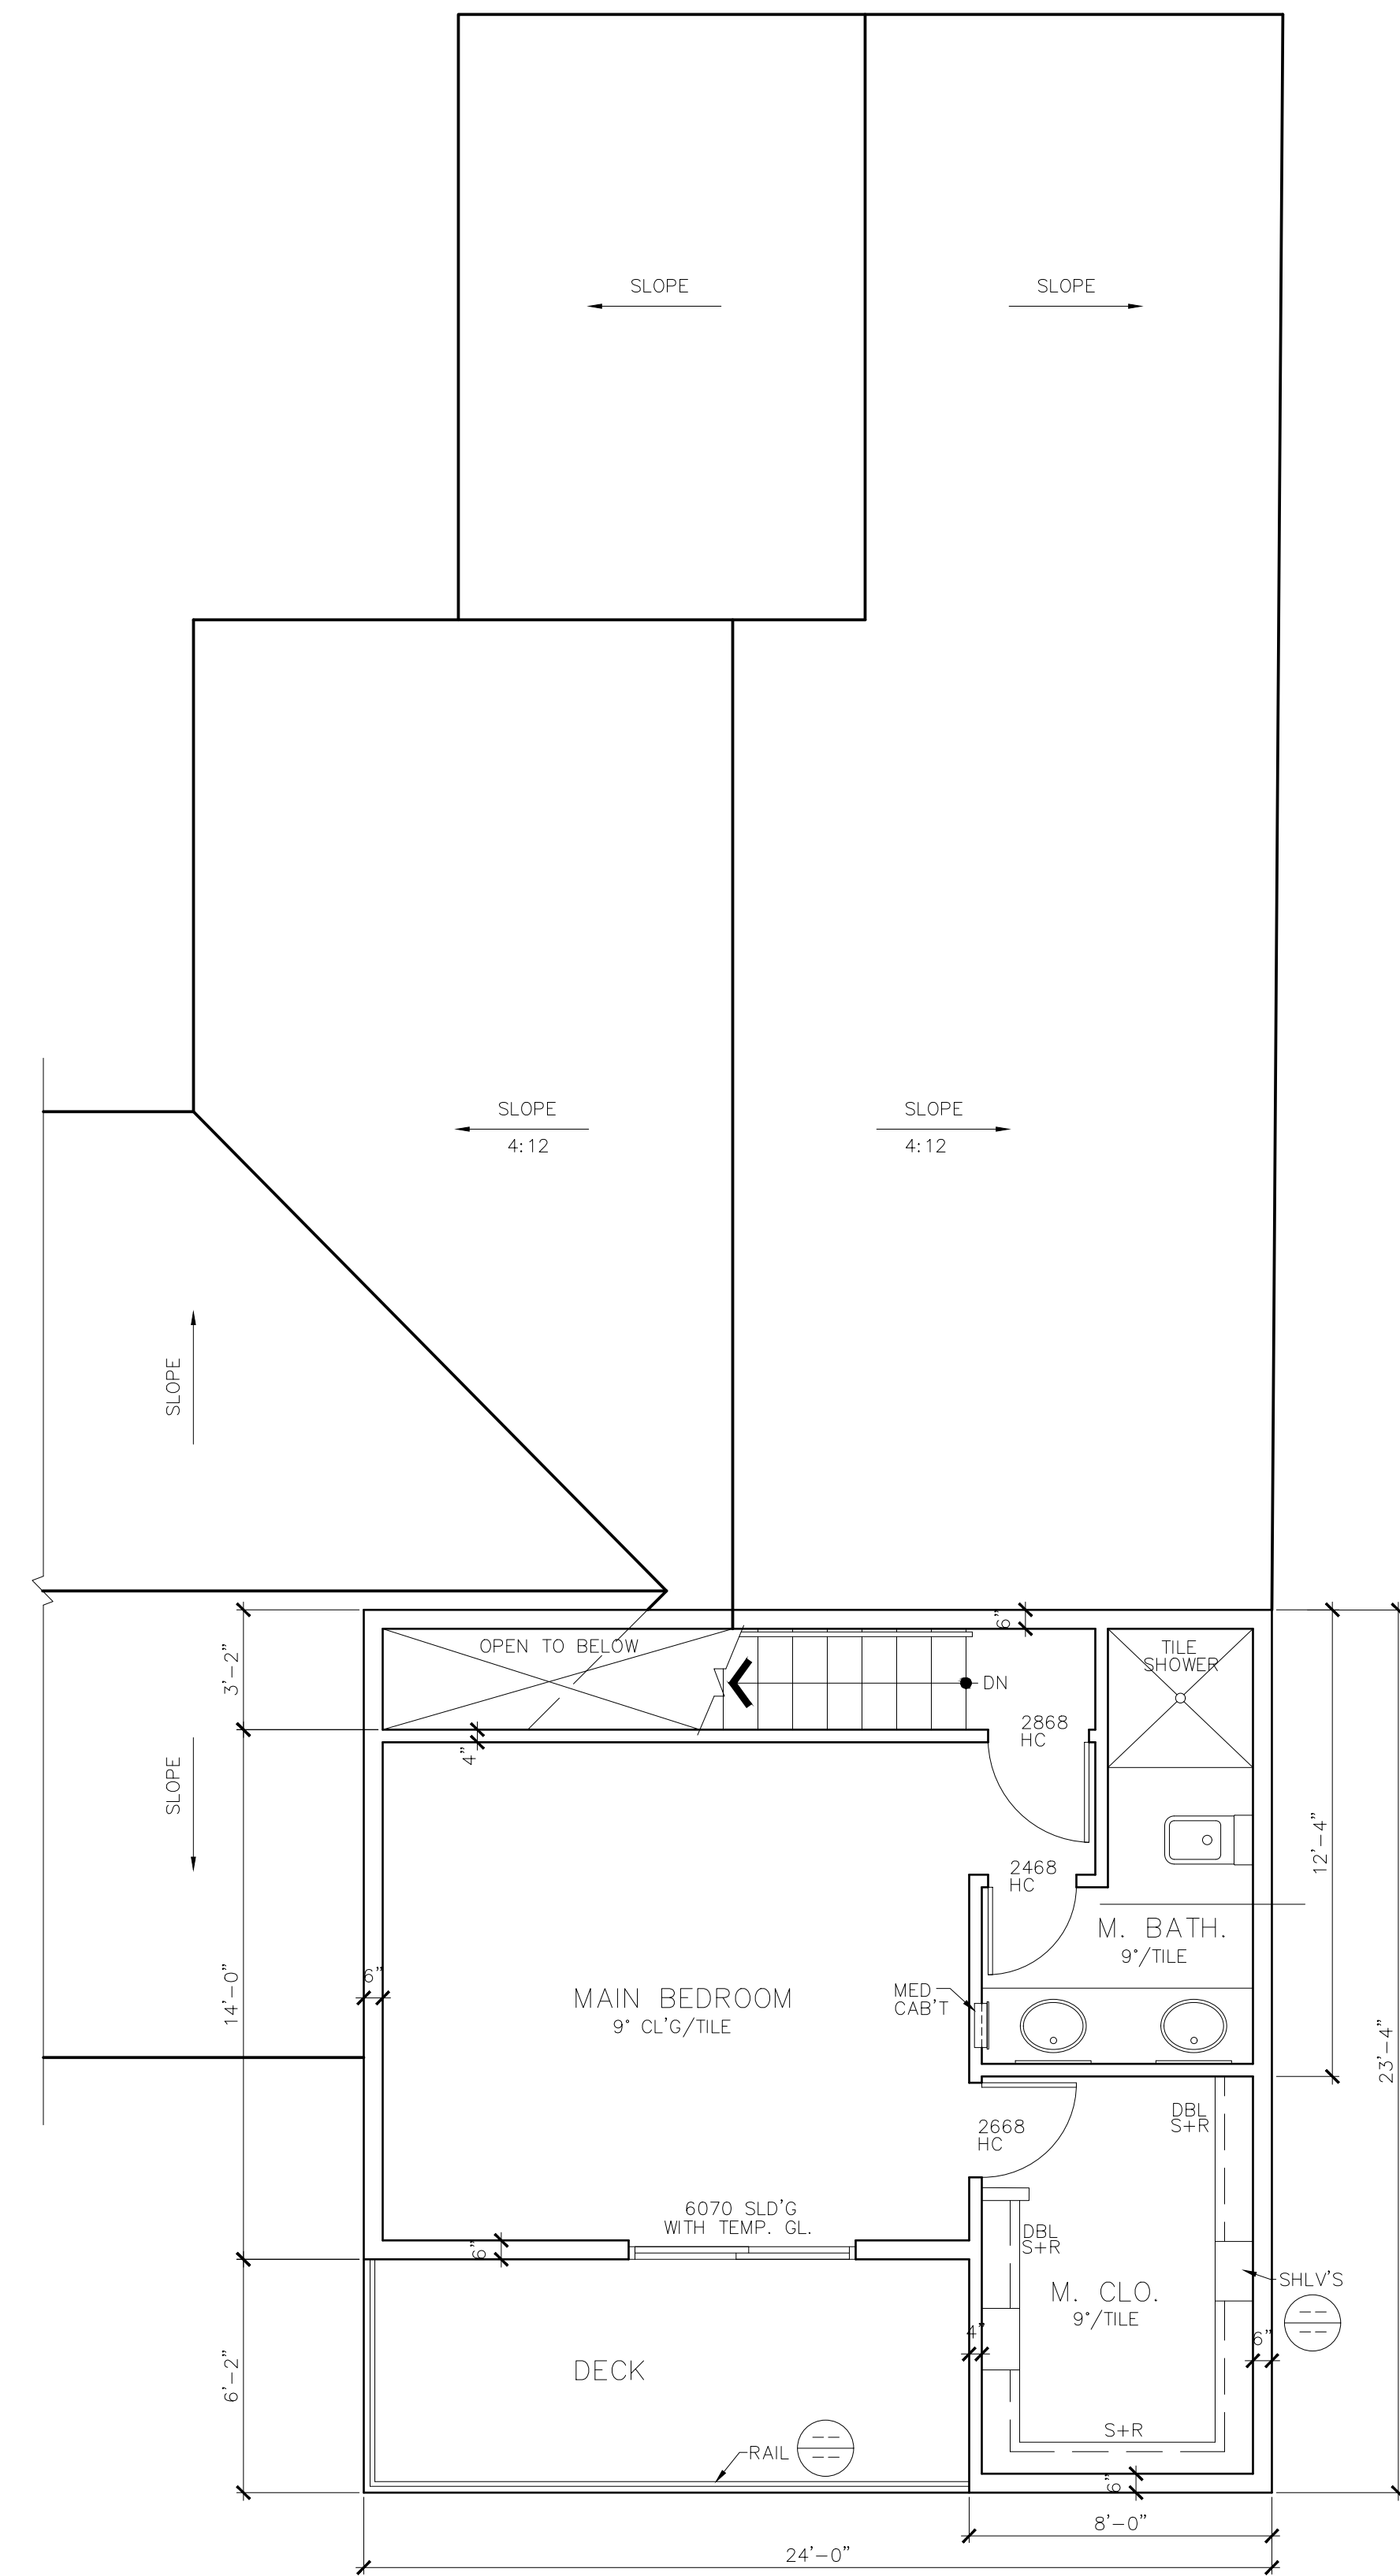 SLOPE
SLOPE
SLOPE
4:12
SLOPE
4:12
SLOPE
SLOPE
3'-2"
14'-0"
6'-2"
OPEN TO BELOW
6"
DN
TILE
SHOWER
2868
HC
4"
2468
HC
12'-4"
23'-4"
M. BATH.
9°/TILE
6"
MAIN BEDROOM
9° CL'G/TILE
MED
CAB'T
2668
HC
DBL
S+R
6070 SLD'G
WITH TEMP. GL.
6"
DBL
S+R
M. CLO.
9°/TILE
SHLV'S
4"
6"
DECK
S+R
RAIL
6"
8'-0"
24'-0"